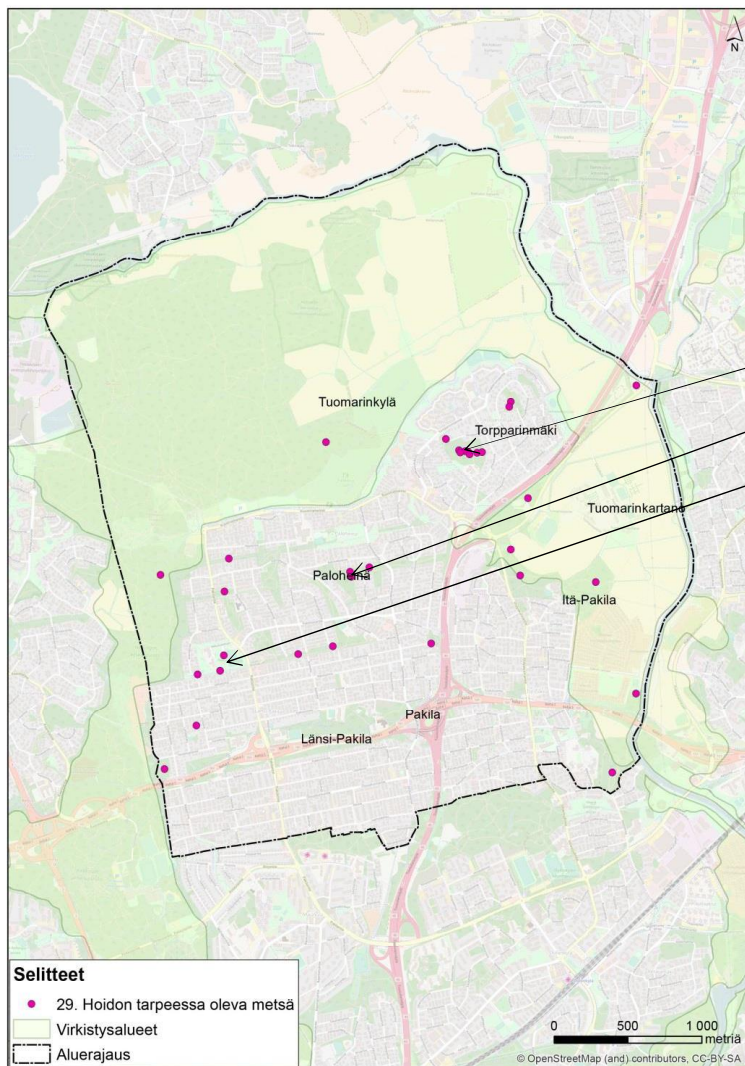 N
Tuomarinkylä
Torpparinmäki
Tuomarinkartano
Paloheinä
Itä-Pakila
Pakila
Länsi-Pakila
Selitteet
29. Hoidon tarpeessa oleva metsä
Virkistysalueet
Aluerajaus
0 500 1 000
metriä
© OpenStreetMap (and) contributors, CC-BY-SA